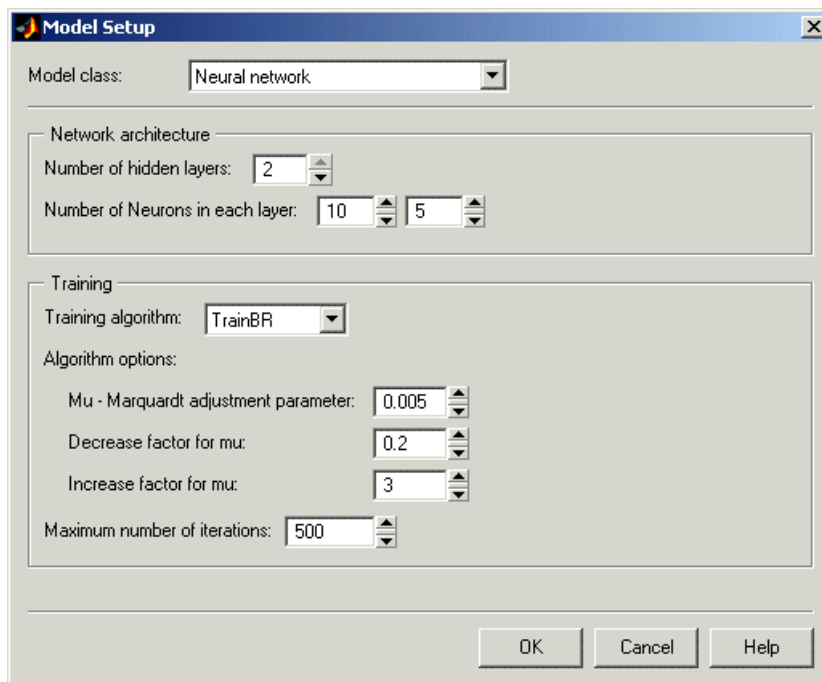 Model Setup
Model class: Neural network
Network architecture
Number of hidden layers: 2
Number of Neurons in each layer: 10 5
Training
Training algorithm: TrainBR
Algorithm options:
Mu - Marquardt adjustment parameter: 0.005
Decrease factor for mu: 0.2
Increase factor for mu: 3
Maximum number of iterations: 500
OK Cancel Help